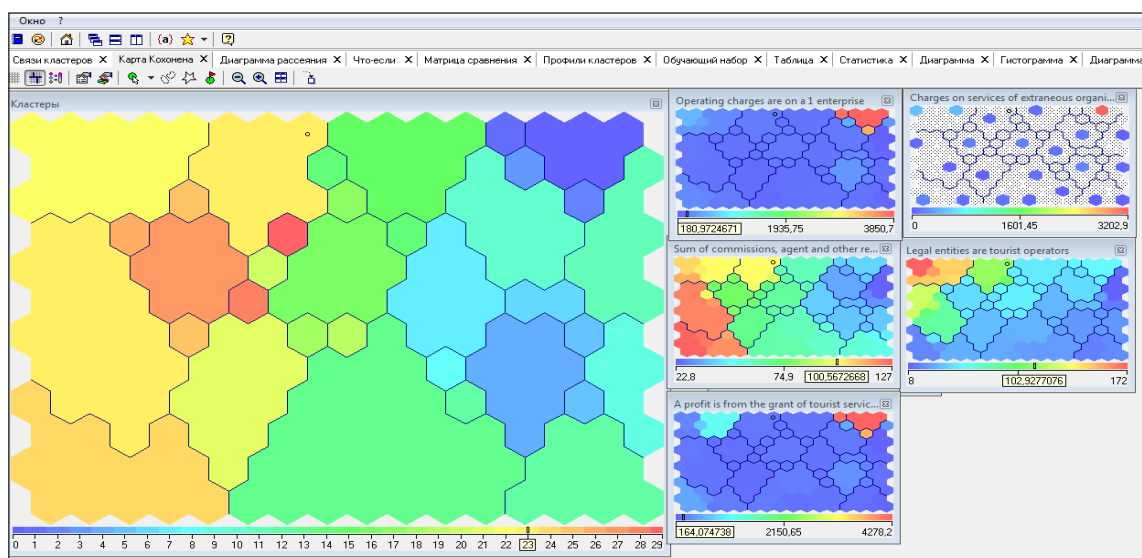 Окно ?
{a} ?
Связи кластеров X Карта Кохонена X Диаграмма рассеяния X Что-если X Матрица сравнения X Профили кластеров X Обучающий набор X Таблица X Статистика X Диаграмма X Гистограмма X Диаграмм
Кластеры
0 1 2 3 4 5 6 7 8 9 10 11 12 13 14 15 16 17 18 19 20 21 22 23 24 25 26 27 28 29
Operating charges are on a 1 enterprise
180,9724671 1935,75 3850,7
Charges on services of extraneous organi...
0 1601,45 3202,9
Sum of commissions, agent and other re...
22,8 74,9 100,5672668 127
Legal entities are tourist operators
8 102,9277076 172
A profit is from the grant of tourist servic...
164,074738 2150,65 4278,2